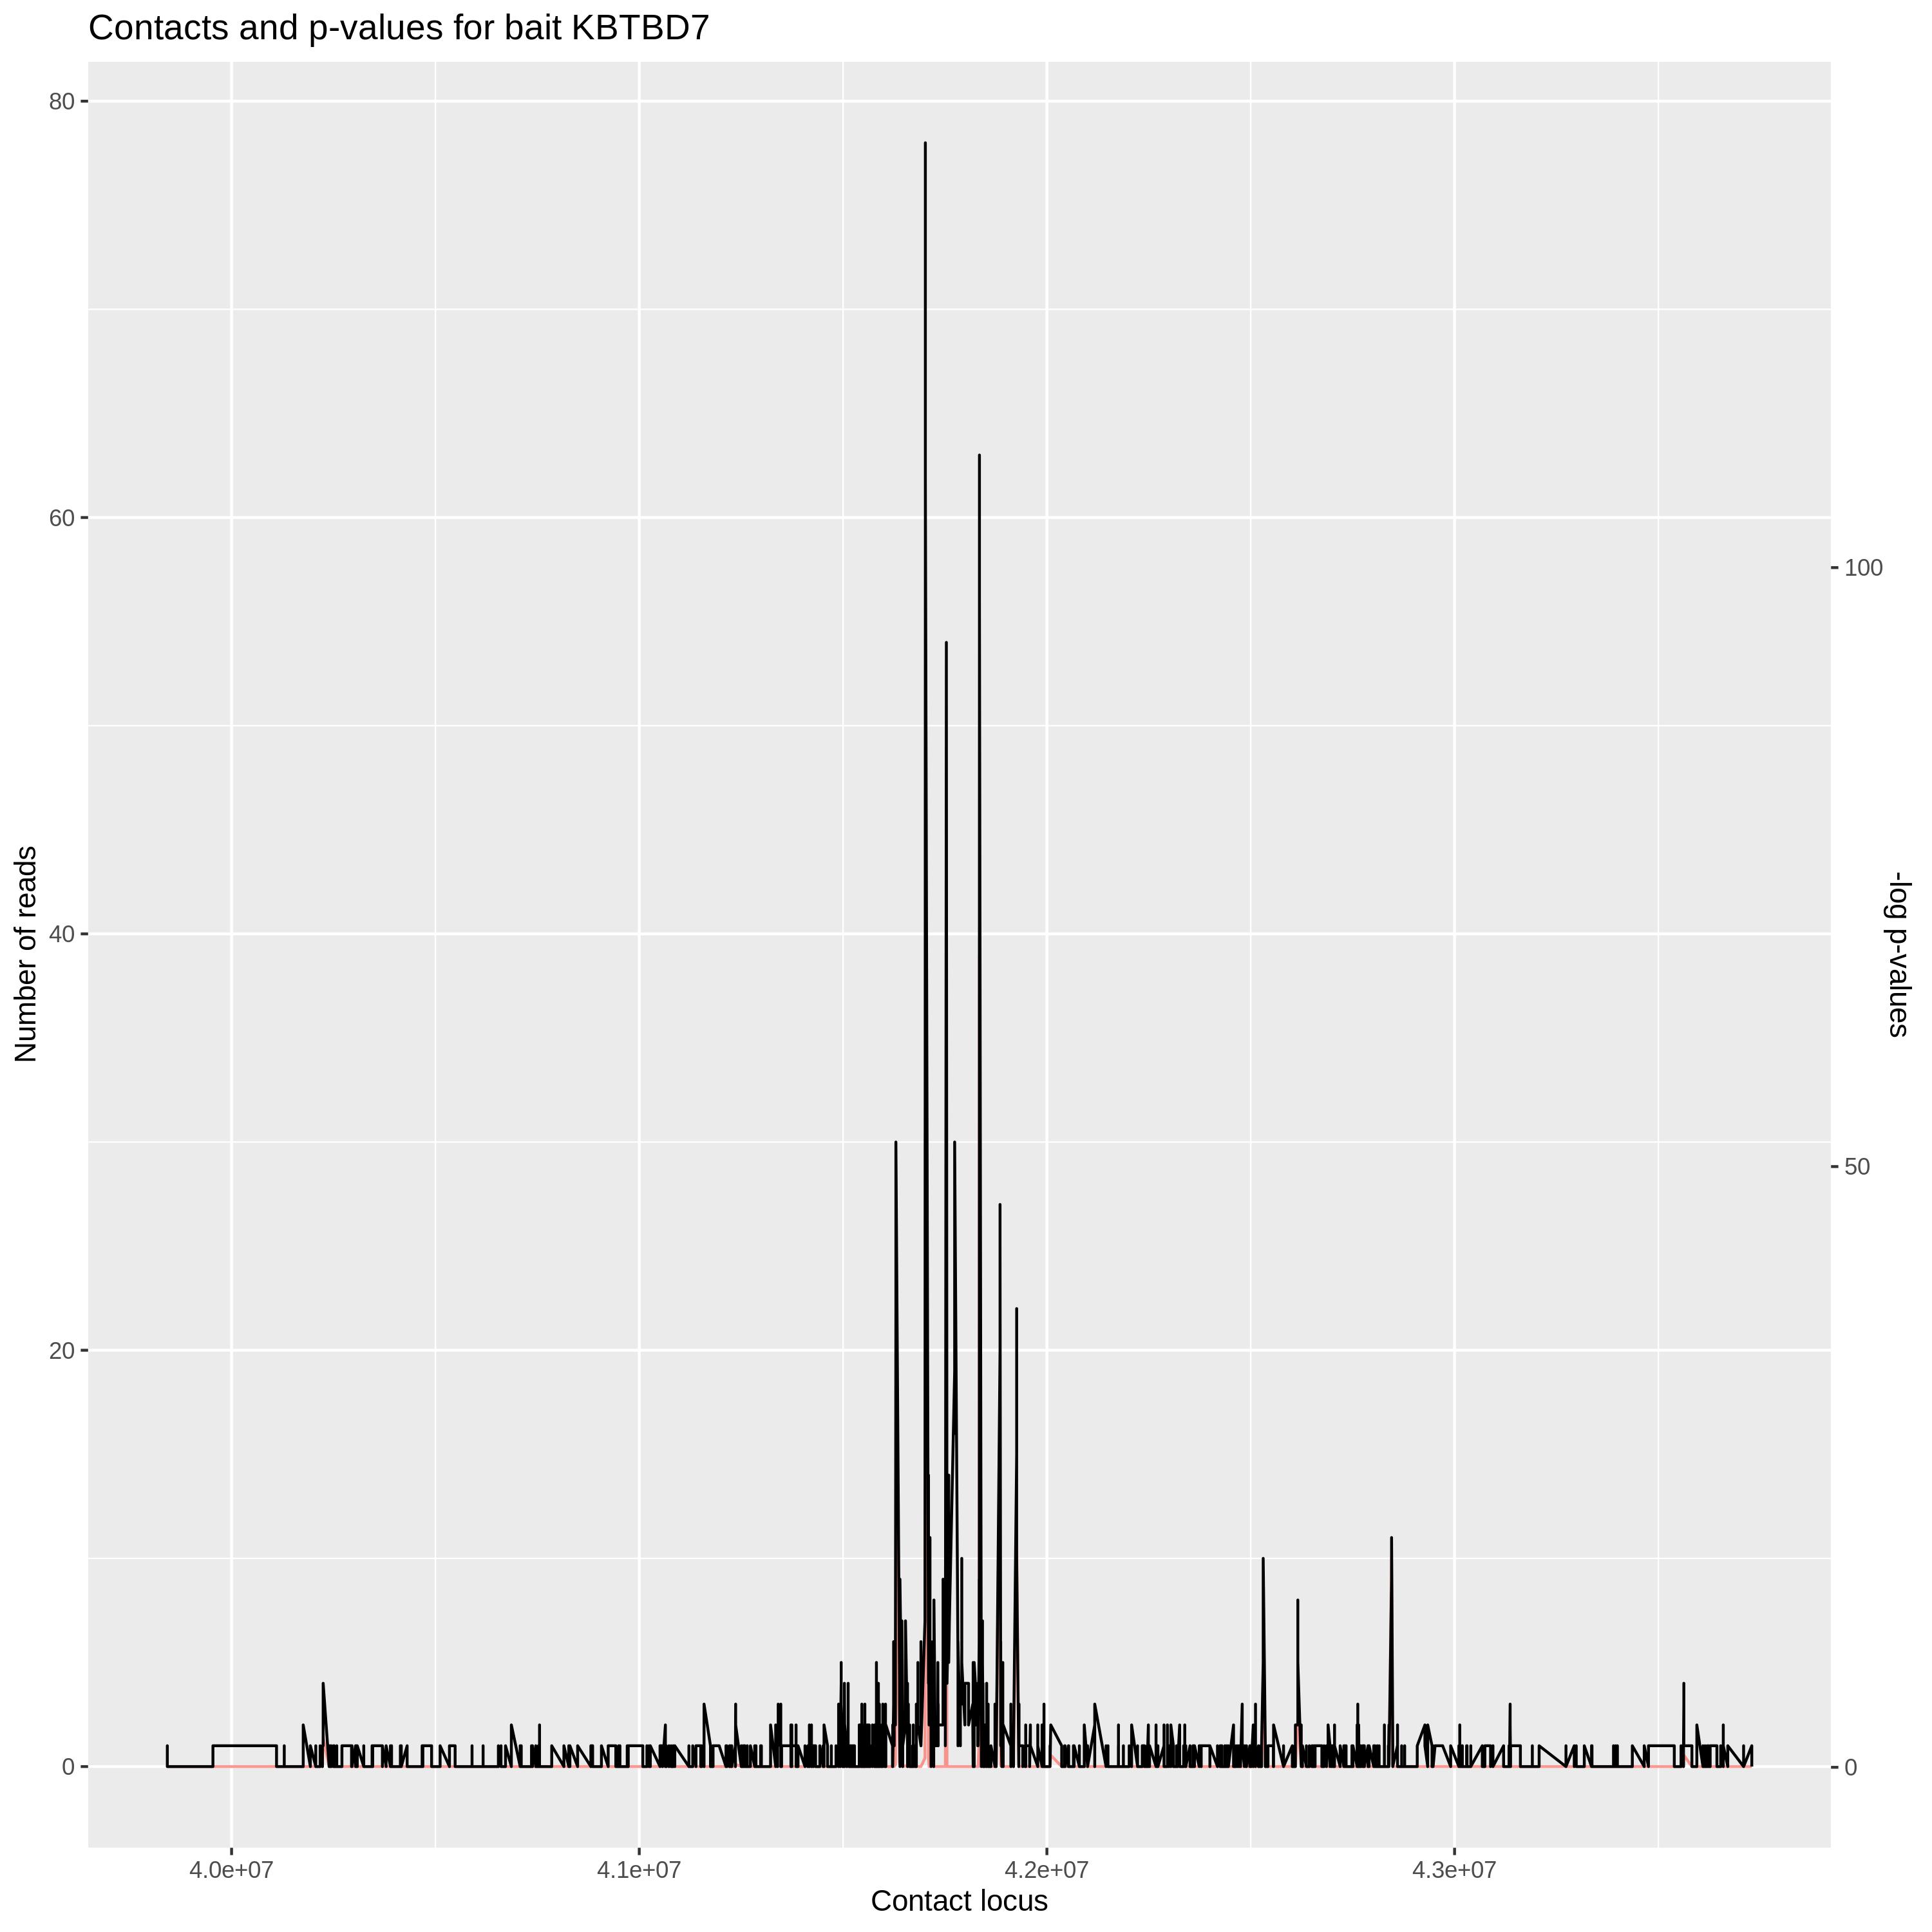 Contacts and p-values for bait KBTBD7
80
60
40
20
0
Number of reads
100
50
0
-log p-values
4.0e+07
4.1e+07
4.2e+07
4.3e+07
Contact locus